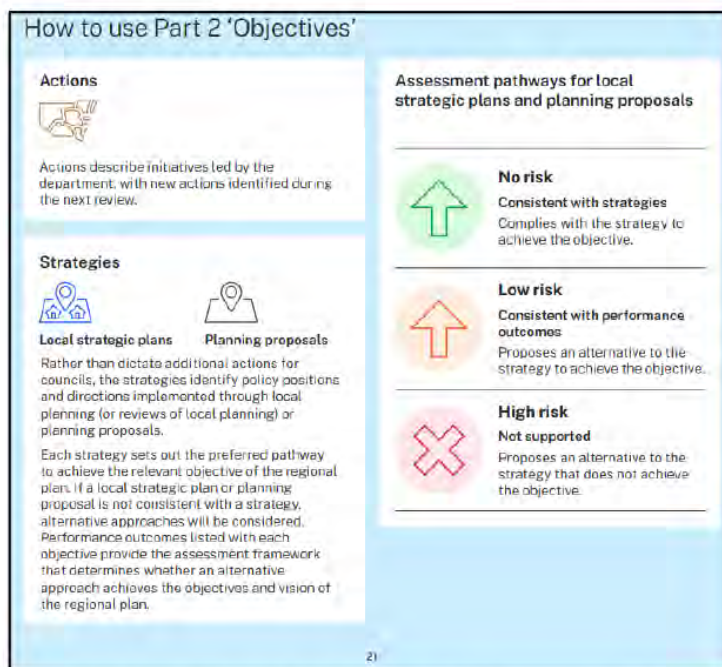 How to use Part 2 'Objectives'
Actions
Actions describe initiatives led by the
department, with new actions identified during
the next review.
Strategies
Local strategic plans
Planning proposals
Rather than dictate additional actions for
councils, the strategies identify policy positions
and directions implemented through local
planning (or reviews of local planning) or
planning proposals.
Each strategy sets out the preferred pathway
to achieve the relevant objective of the regional
plan. If a local strategic plan or planning
proposal is not consistent with a strategy,
alternative approaches will be considered.
Performance outcomes listed with each
objective provide the assessment framework
that determines whether an alternative
approach achieves the objectives and vision of
the regional plan.
Assessment pathways for local
strategic plans and planning proposals
No risk
Consistent with strategies
Complies with the strategy to
achieve the objective.
Low risk
Consistent with performance
outcomes
Proposes an alternative to the
strategy to achieve the objective.
High risk
Not supported
Proposes an alternative to the
strategy that does not achieve
the objective.